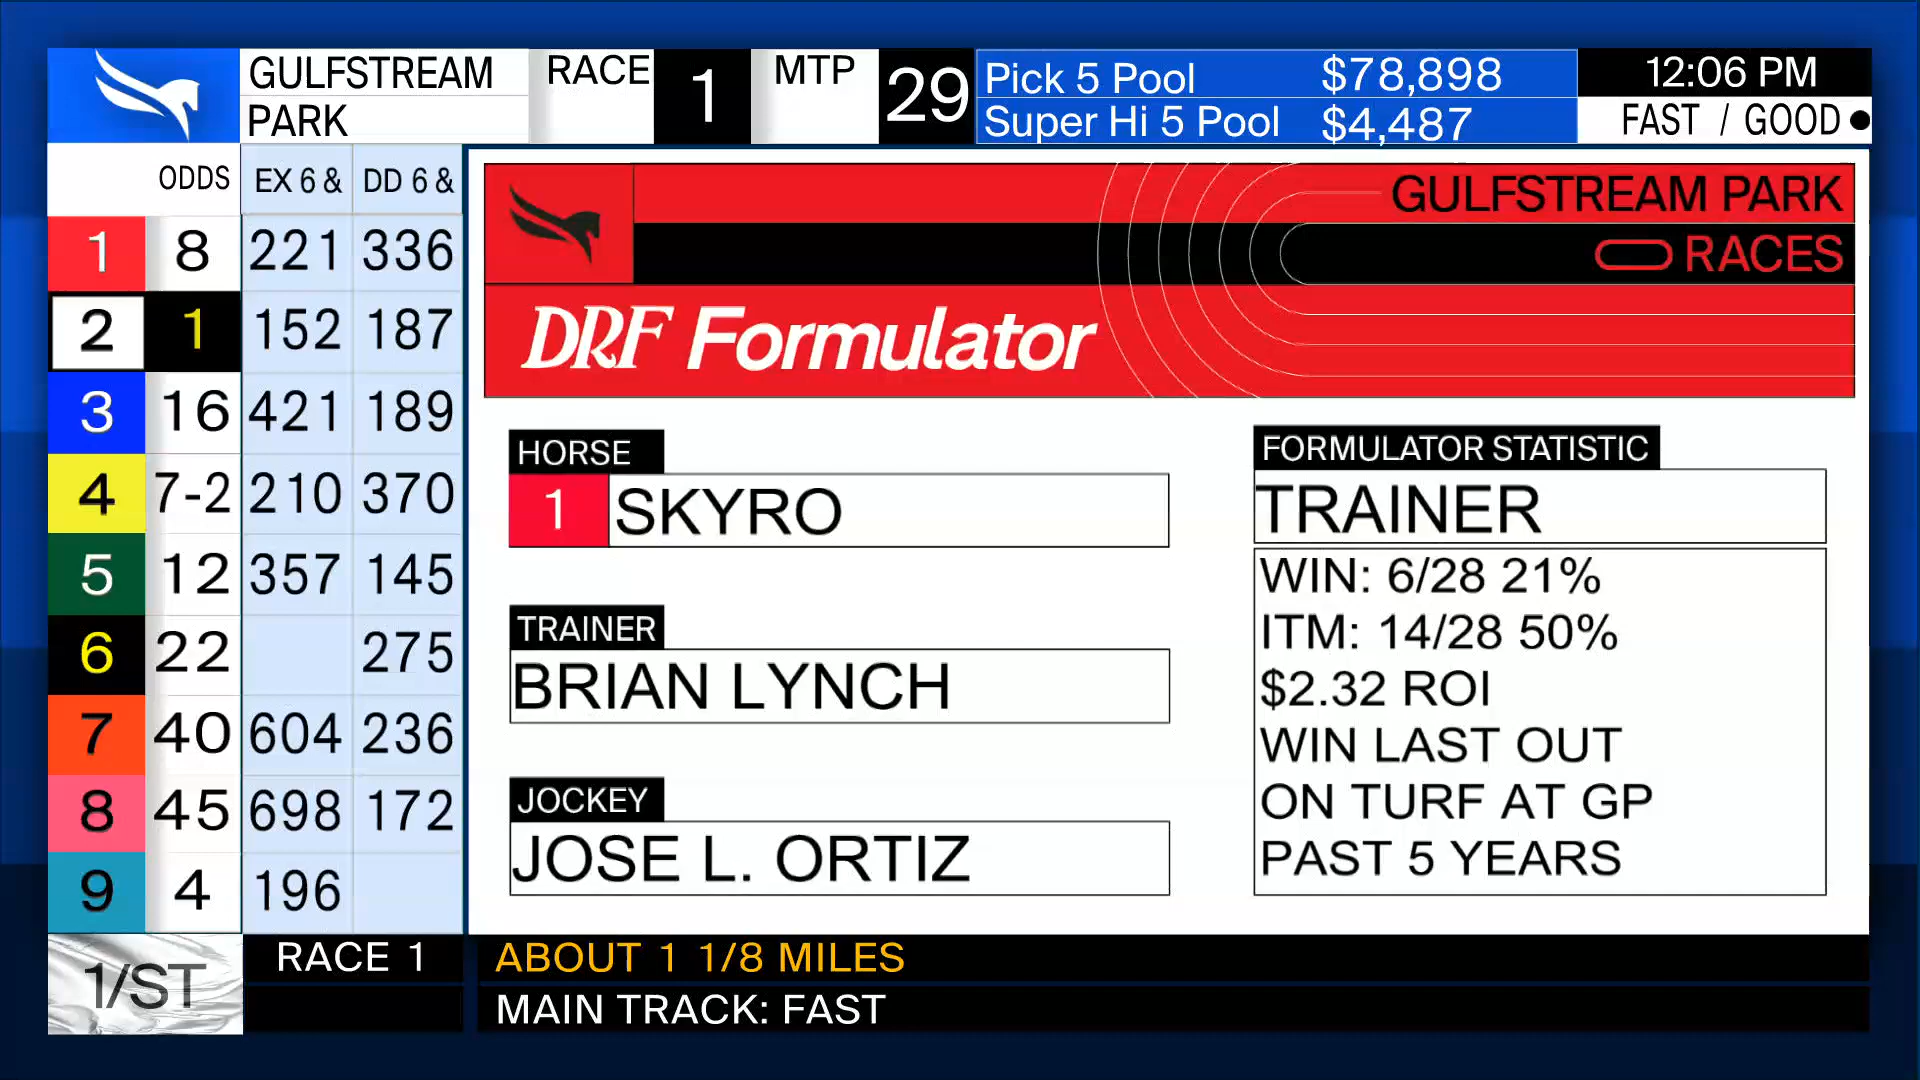 GULFSTREAM PARK
RACE 1 MTP 29
Pick 5 Pool $78,898
Super Hi 5 Pool $4,487
12:06 PM
FAST / GOOD
ODDS EX 6 & DD 6 &
1 8 221 336
2 1 152 187
3 16 421 189
4 7-2 210 370
5 12 357 145
6 22 275
7 40 604 236
8 45 698 172
9 4 196
GULFSTREAM PARK
RACES
DRF Formulator
HORSE
1 SKYRO
TRAINER
BRIAN LYNCH
JOCKEY
JOSE L. ORTIZ
FORMULATOR STATISTIC
TRAINER
WIN: 6/28 21%
ITM: 14/28 50%
$2.32 ROI
WIN LAST OUT
ON TURF AT GP
PAST 5 YEARS
1/ST
RACE 1
ABOUT 1 1/8 MILES
MAIN TRACK: FAST